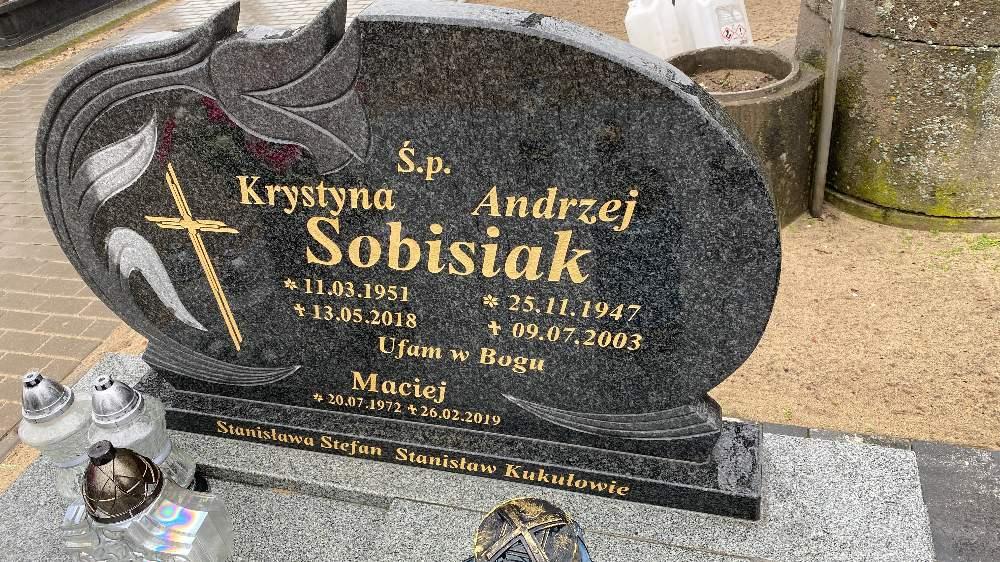 Ś.p.
Krystyna Andrzej
Sobisiak
* 11.03.1951 * 25.11.1947
✝ 13.05.2018 ✝ 09.07.2003
Ufam w Bogu
Maciej
* 20.07.1972 ✝ 26.02.2019
Stanisława Stefan Stanisław Kukułowie